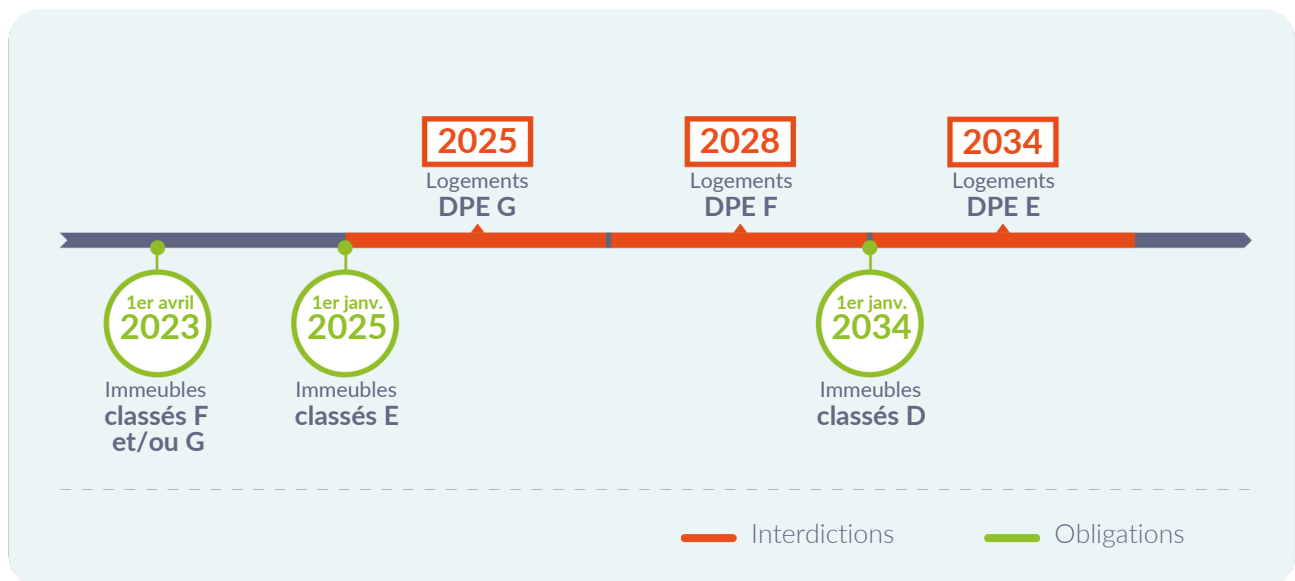 2025
Logements
DPE G
2028
Logements
DPE F
2034
Logements
DPE E
1er avril
2023
Immeubles
classés F
et/ou G
1er janv.
2025
Immeubles
classés E
1er janv.
2034
Immeubles
classés D
Interdictions
Obligations